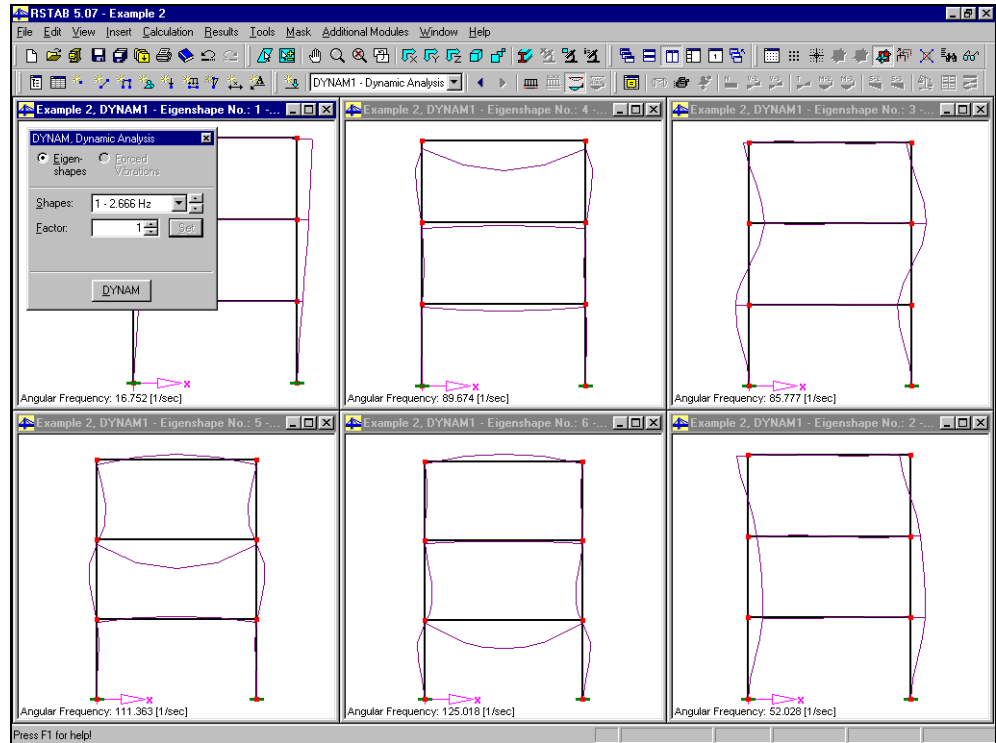 RSTAB 5.07 - Example 2
File Edit View Insert Calculation Results Tools Mask Additional Modules Window Help
DYNAM1 - Dynamic Analysis
Example 2, DYNAM1 - Eigenshape No.: 1 -...
Example 2, DYNAM1 - Eigenshape No.: 4 -...
Example 2, DYNAM1 - Eigenshape No.: 3 -...
DYNAM, Dynamic Analysis
Eigen-
shapes
Forced
Vibrations
Shapes: 1 - 2.666 Hz
Factor: 1 Set
DYNAM
x
x
x
Angular Frequency: 16.752 [1/sec]
Angular Frequency: 89.674 [1/sec]
Angular Frequency: 85.777 [1/sec]
Example 2, DYNAM1 - Eigenshape No.: 5 -...
Example 2, DYNAM1 - Eigenshape No.: 6 -...
Example 2, DYNAM1 - Eigenshape No.: 2 -...
x
x
x
Angular Frequency: 111.363 [1/sec]
Angular Frequency: 125.018 [1/sec]
Angular Frequency: 52.028 [1/sec]
Press F1 for help!